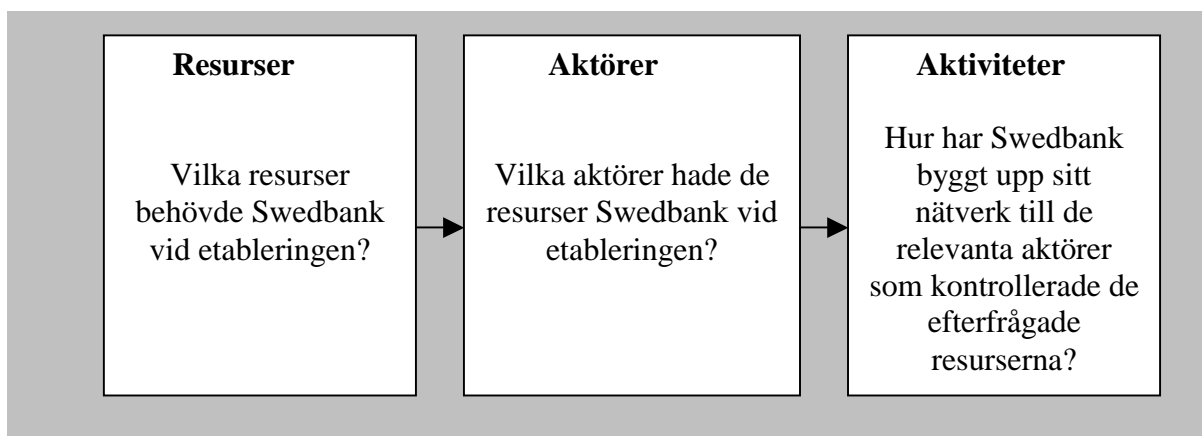 Resurser
Vilka resurser
behövde Swedbank
vid etableringen?
Aktörer
Vilka aktörer hade de
resurser Swedbank vid
etableringen?
Aktiviteter
Hur har Swedbank
byggt upp sitt
nätverk till de
relevanta aktörer
som kontrollerade de
efterfrågade
resurserna?